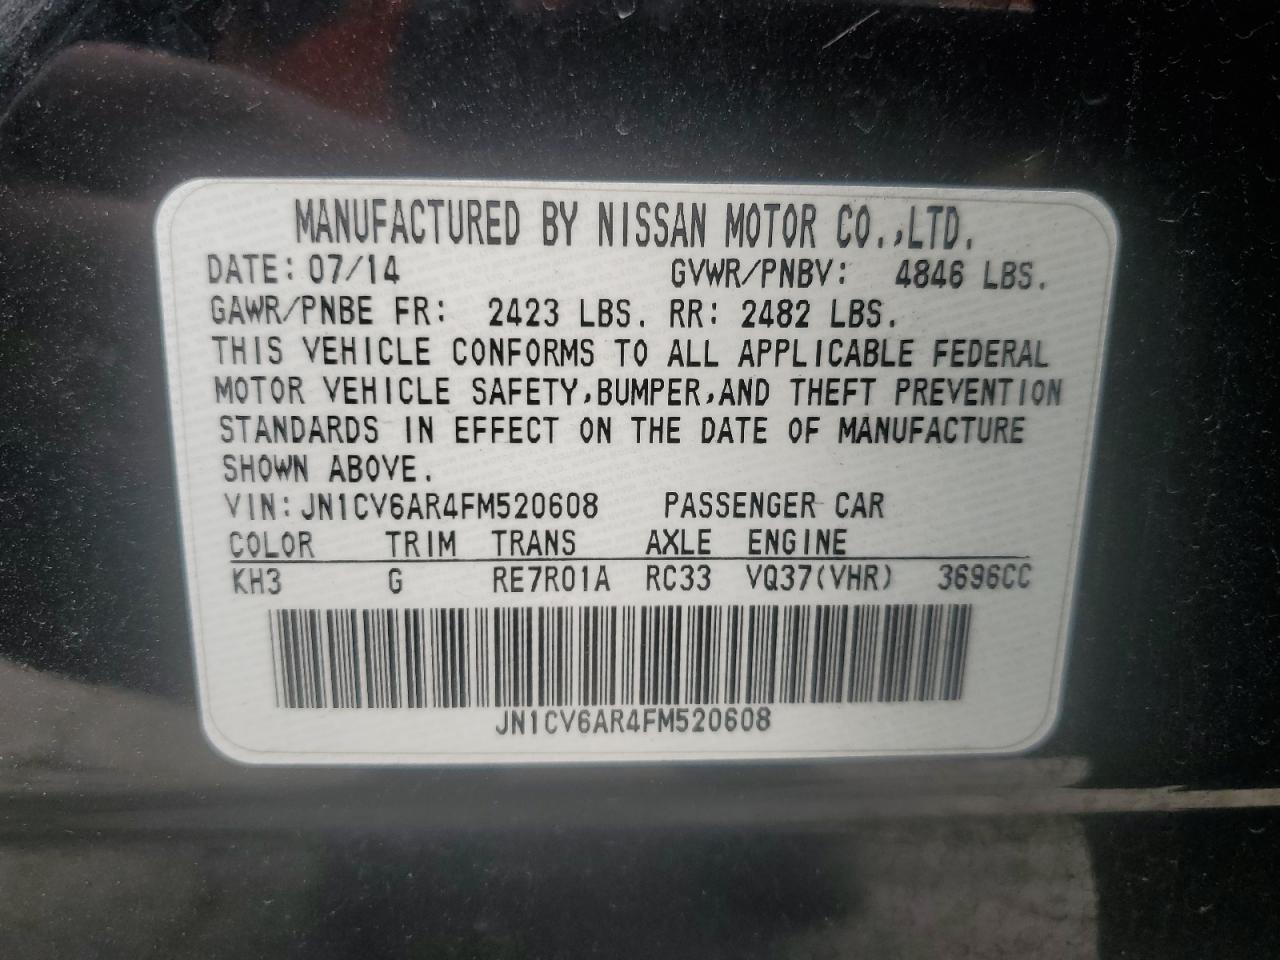 MANUFACTURED BY NISSAN MOTOR CO.,LTD.
DATE: 07/14 GVWR/PNBV: 4846 LBS.
GAWR/PNBE FR: 2423 LBS. RR: 2482 LBS.
THIS VEHICLE CONFORMS TO ALL APPLICABLE FEDERAL
MOTOR VEHICLE SAFETY,BUMPER,AND THEFT PREVENTION
STANDARDS IN EFFECT ON THE DATE OF MANUFACTURE
SHOWN ABOVE.
VIN:JN1CV6AR4FM520608 PASSENGER CAR
COLOR TRIM TRANS AXLE ENGINE
KH3 G RE7R01A RC33 VQ37(VHR) 3696CC
JN1CV6AR4FM520608